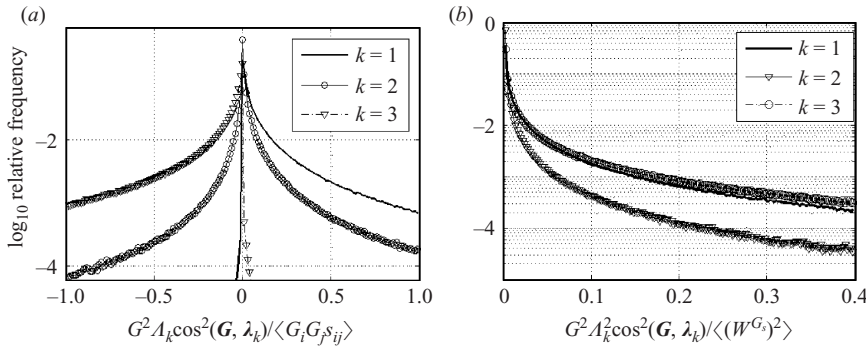 (a)
k = 1
k = 2
k = 3
log₁₀ relative frequency
−2
−4
−1.0 −0.5 0 0.5 1.0
G²Λₖcos²(G, λₖ)/⟨GᵢGⱼsᵢⱼ⟩
(b)
k = 1
k = 2
k = 3
0
−2
−4
0 0.1 0.2 0.3 0.4
G²Λₖ²cos²(G, λₖ)/⟨(W^{Gₛ})²⟩